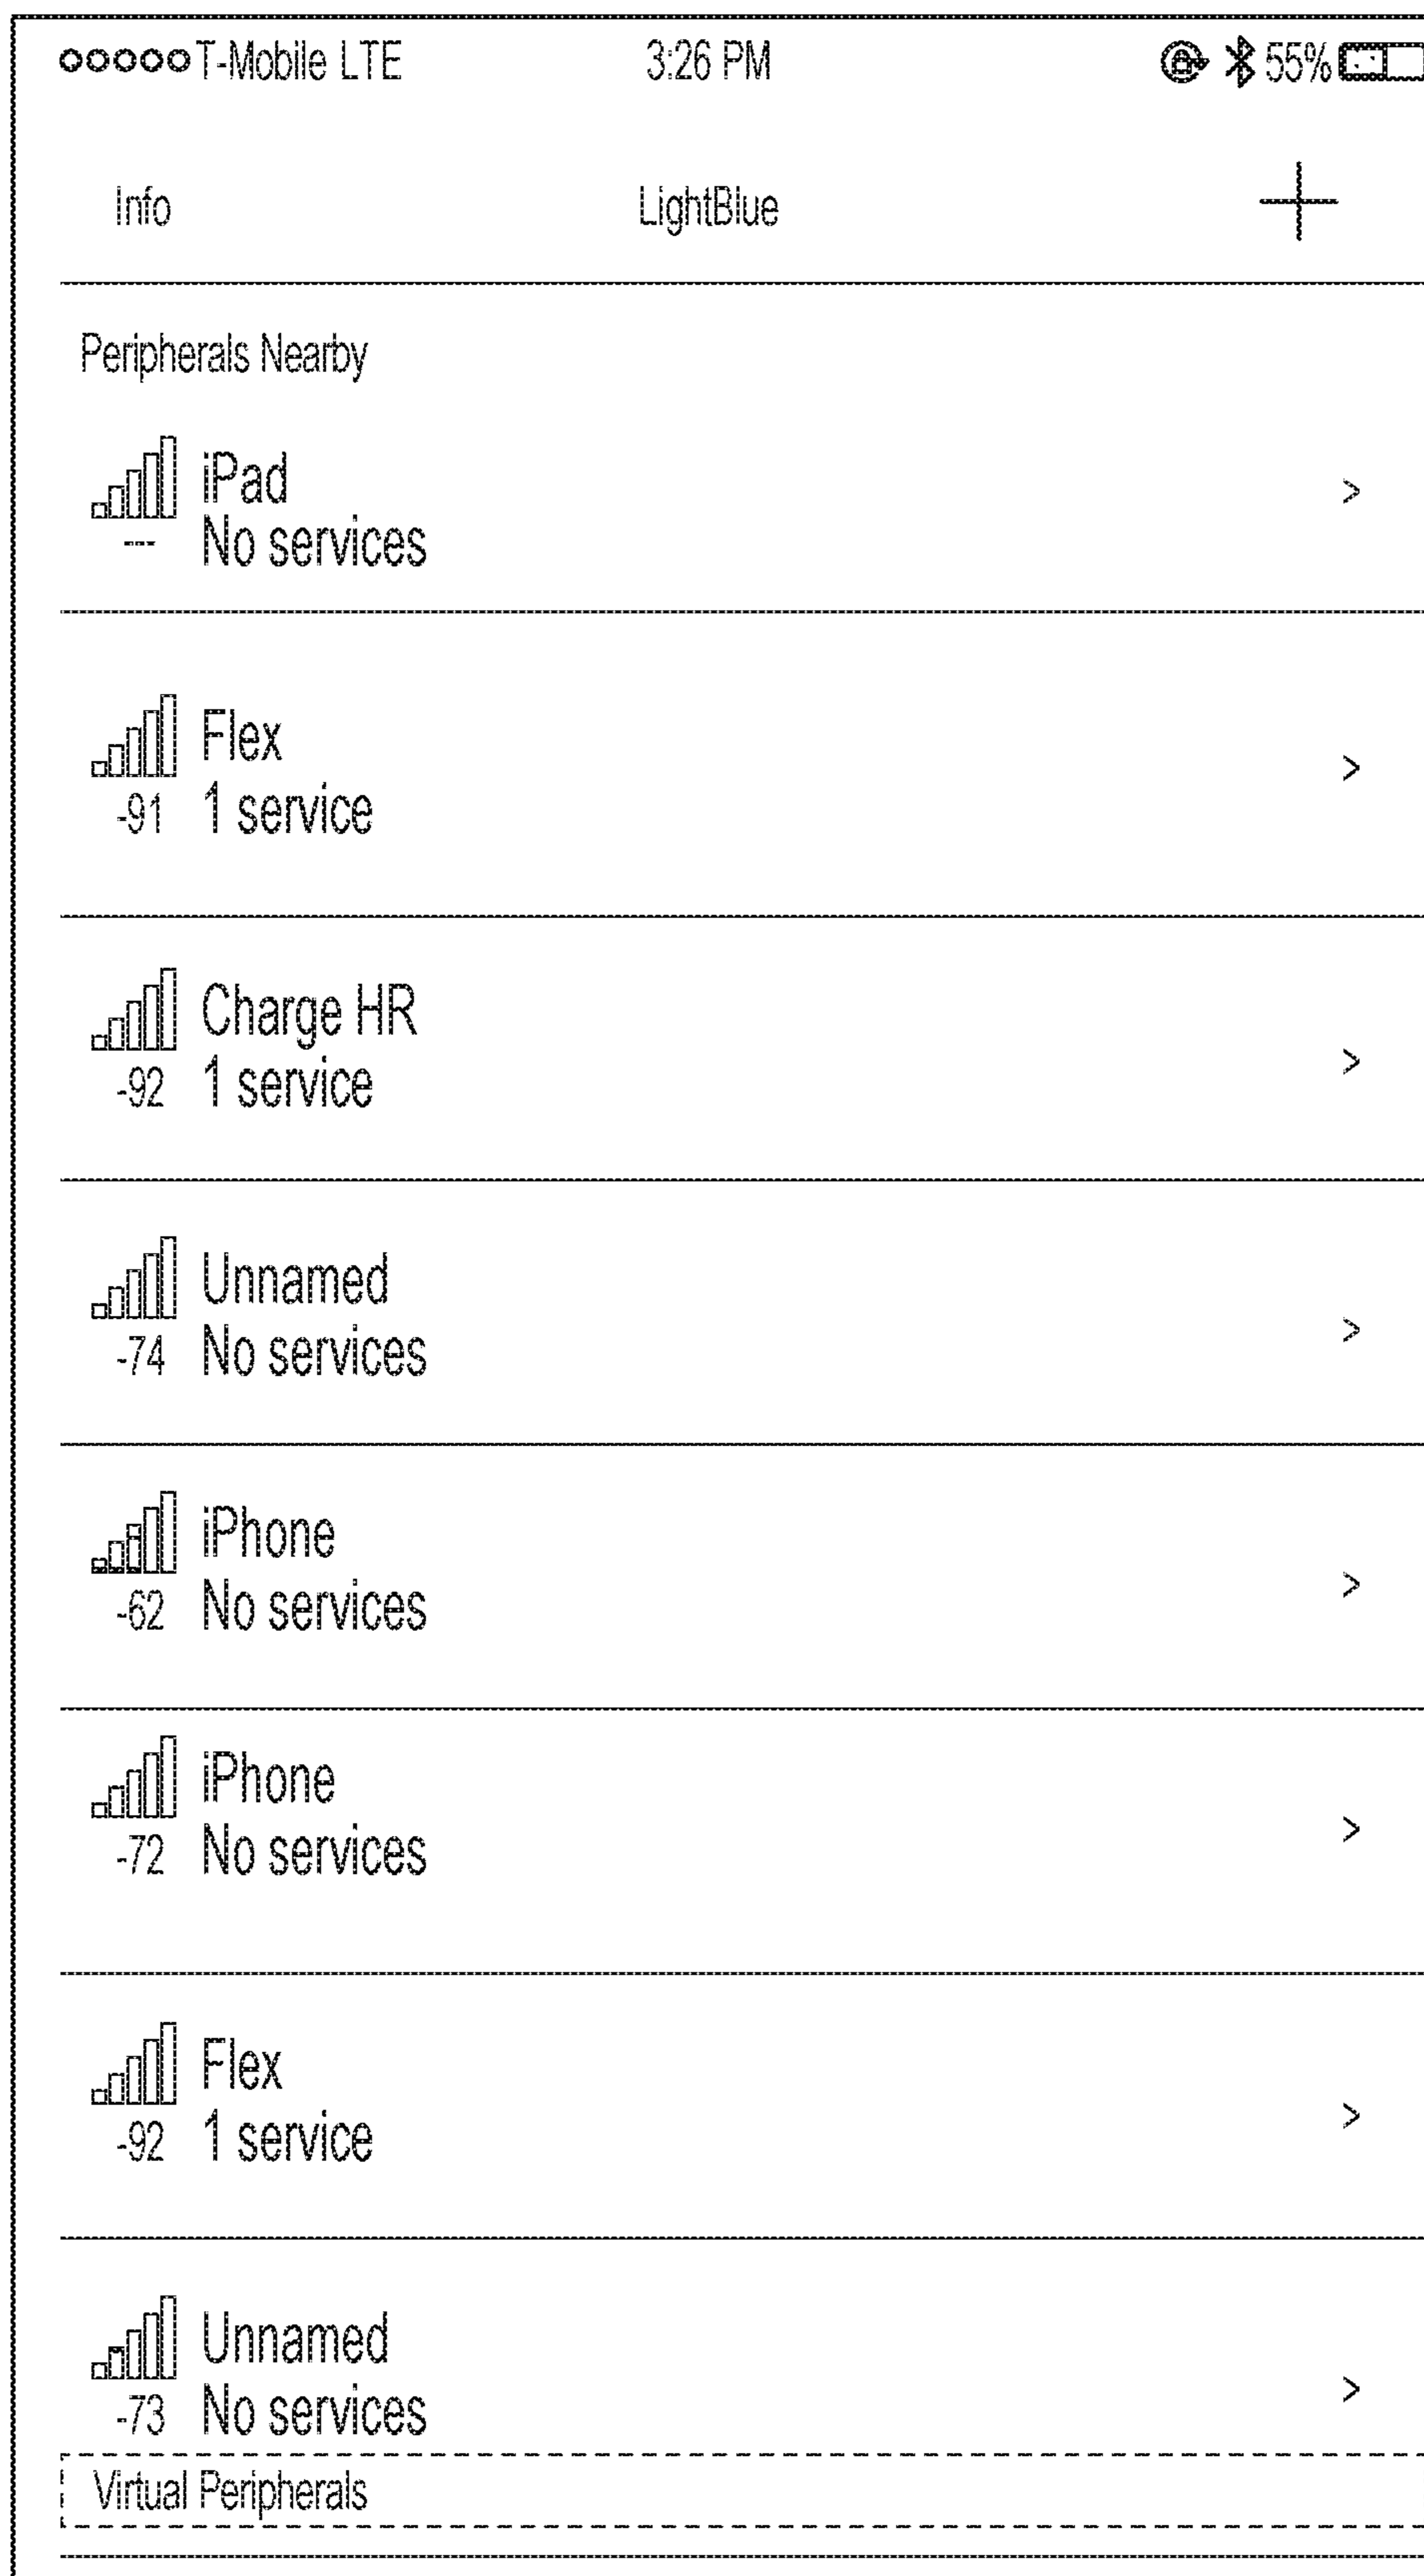 T-Mobile LTE 3:26 PM 55%
Info LightBlue +
Peripherals Nearby
iPad
--- No services
>
Flex
>
-91 1 service
Charge HR
>
-92 1 service
Unnamed
>
-74 No services
iPhone
>
-62 No services
iPhone
>
-72 No services
Flex
>
-92 1 service
Unnamed
>
-73 No services
Virtual Peripherals